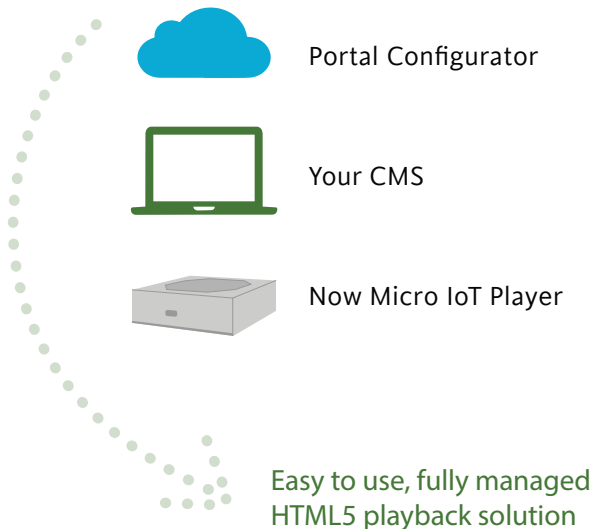 Portal Configurator
Your CMS
Now Micro IoT Player
Easy to use, fully managed
HTML5 playback solution